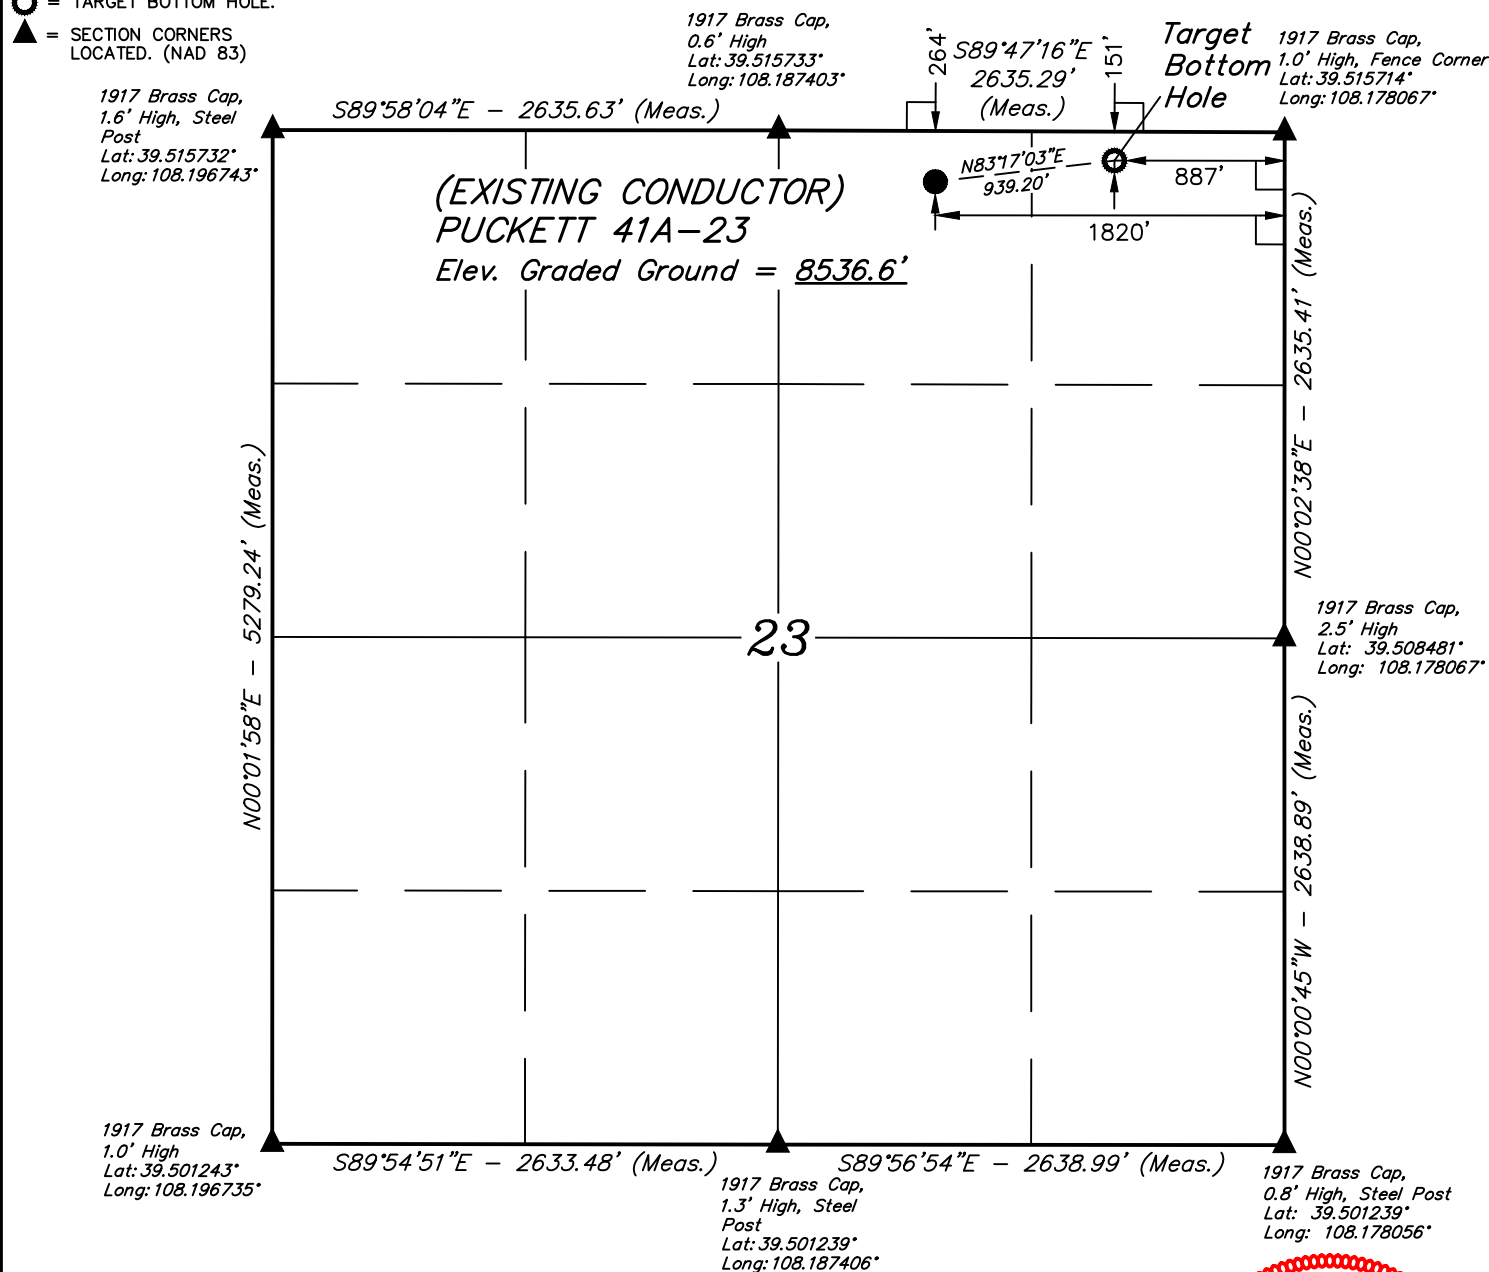 = TARGET BOTTOM HOLE.
= SECTION CORNERS
LOCATED. (NAD 83)
1917 Brass Cap,
1.6' High, Steel
Post
Lat: 39.515732°
Long: 108.196743°
S89°58'04"E - 2635.63' (Meas.)
1917 Brass Cap,
0.6' High
Lat: 39.515733°
Long: 108.187403°
264'
S89°47'16"E
2635.29'
(Meas.)
151'
Target
Bottom
Hole
1917 Brass Cap,
1.0' High, Fence Corner
Lat: 39.515714°
Long: 108.178067°
N83°17'03"E
939.20'
887'
1820'
(EXISTING CONDUCTOR)
PUCKETT 41A-23
Elev. Graded Ground = 8536.6'
N00°02'38"E - 2635.41' (Meas.)
N00°01'58"E - 5279.24' (Meas.)
23
1917 Brass Cap,
2.5' High
Lat: 39.508481°
Long: 108.178067°
N00°00'45"W - 2638.89' (Meas.)
1917 Brass Cap,
1.0' High
Lat: 39.501243°
Long: 108.196735°
S89°54'51"E - 2633.48' (Meas.)
1917 Brass Cap,
1.3' High, Steel
Post
Lat: 39.501239°
Long: 108.187406°
S89°56'54"E - 2638.99' (Meas.)
1917 Brass Cap,
0.8' High, Steel Post
Lat: 39.501239°
Long: 108.178056°